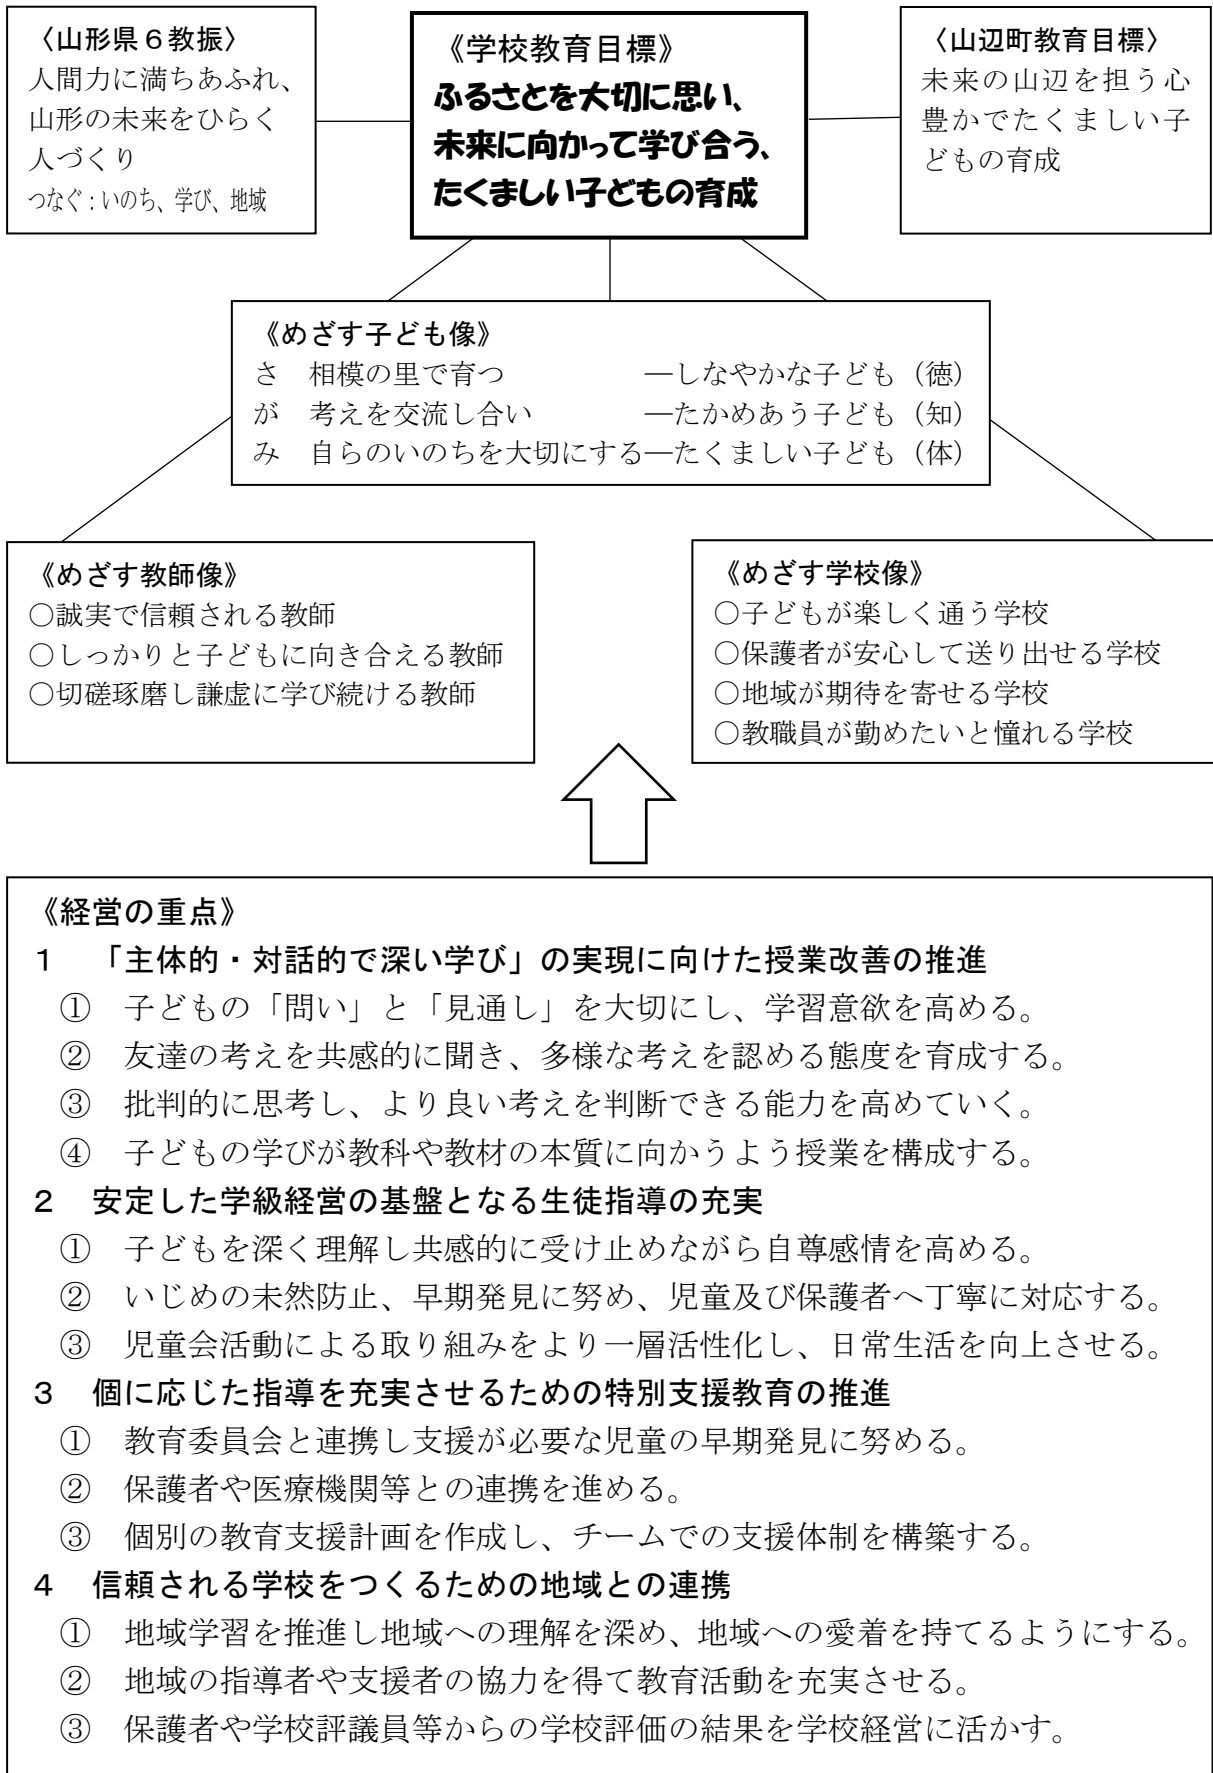 〈山形県６教振〉
人間力に満ちあふれ、
山形の未来をひらく
人づくり
つなぐ：いのち、学び、地域
《学校教育目標》
ふるさとを大切に思い、
未来に向かって学び合う、
たくましい子どもの育成
〈山辺町教育目標〉
未来の山辺を担う心
豊かでたくましい子
どもの育成
《めざす子ども像》
さ　相模の里で育つ　　　　―しなやかな子ども（徳）
が　考えを交流し合い　　　―たかめあう子ども（知）
み　自らのいのちを大切にする―たくましい子ども（体）
《めざす教師像》
○誠実で信頼される教師
○しっかりと子どもに向き合える教師
○切磋琢磨し謙虚に学び続ける教師
《めざす学校像》
○子どもが楽しく通う学校
○保護者が安心して送り出せる学校
○地域が期待を寄せる学校
○教職員が勤めたいと憧れる学校
《経営の重点》
１　「主体的・対話的で深い学び」の実現に向けた授業改善の推進
①　子どもの「問い」と「見通し」を大切にし、学習意欲を高める。
②　友達の考えを共感的に聞き、多様な考えを認める態度を育成する。
③　批判的に思考し、より良い考えを判断できる能力を高めていく。
④　子どもの学びが教科や教材の本質に向かうよう授業を構成する。
２　安定した学級経営の基盤となる生徒指導の充実
①　子どもを深く理解し共感的に受け止めながら自尊感情を高める。
②　いじめの未然防止、早期発見に努め、児童及び保護者へ丁寧に対応する。
③　児童会活動による取り組みをより一層活性化し、日常生活を向上させる。
３　個に応じた指導を充実させるための特別支援教育の推進
①　教育委員会と連携し支援が必要な児童の早期発見に努める。
②　保護者や医療機関等との連携を進める。
③　個別の教育支援計画を作成し、チームでの支援体制を構築する。
４　信頼される学校をつくるための地域との連携
①　地域学習を推進し地域への理解を深め、地域への愛着を持てるようにする。
②　地域の指導者や支援者の協力を得て教育活動を充実させる。
③　保護者や学校評議員等からの学校評価の結果を学校経営に活かす。